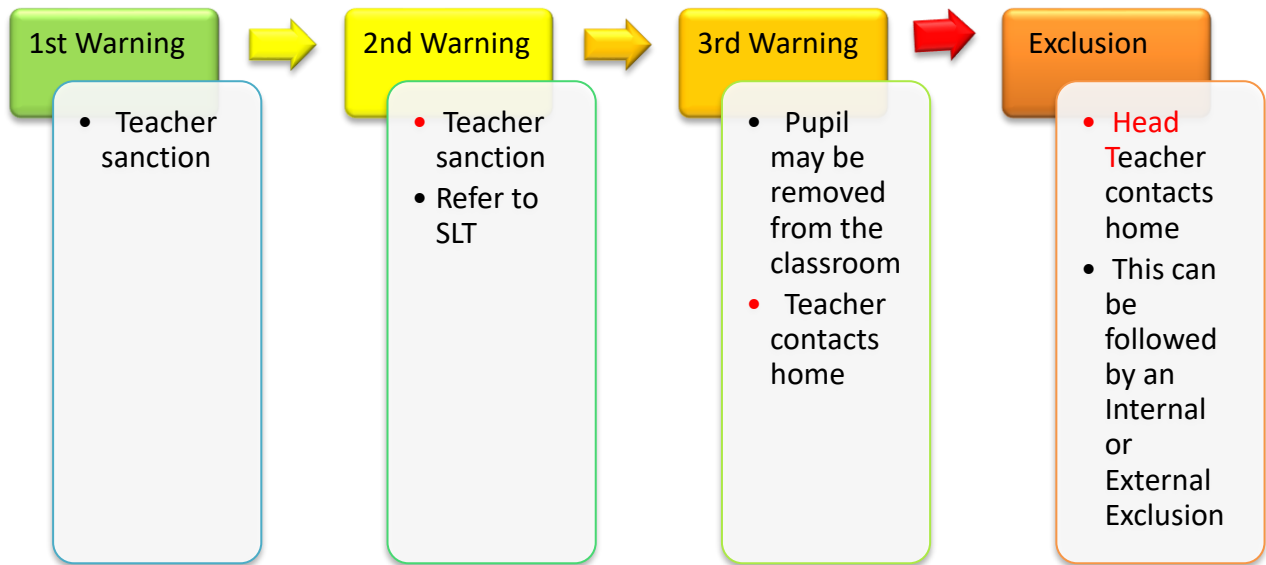 1st Warning
• Teacher
sanction
2nd Warning
• Teacher
sanction
• Refer to
SLT
3rd Warning
• Pupil
may be
removed
from the
classroom
• Teacher
contacts
home
Exclusion
• Head
Teacher
contacts
home
• This can
be
followed
by an
Internal
or
External
Exclusion